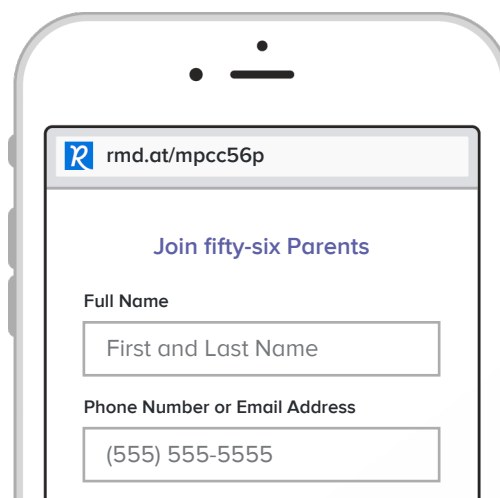 rmd.at/mpcc56p
Join fifty-six Parents
Full Name
First and Last Name
Phone Number or Email Address
(555) 555-5555